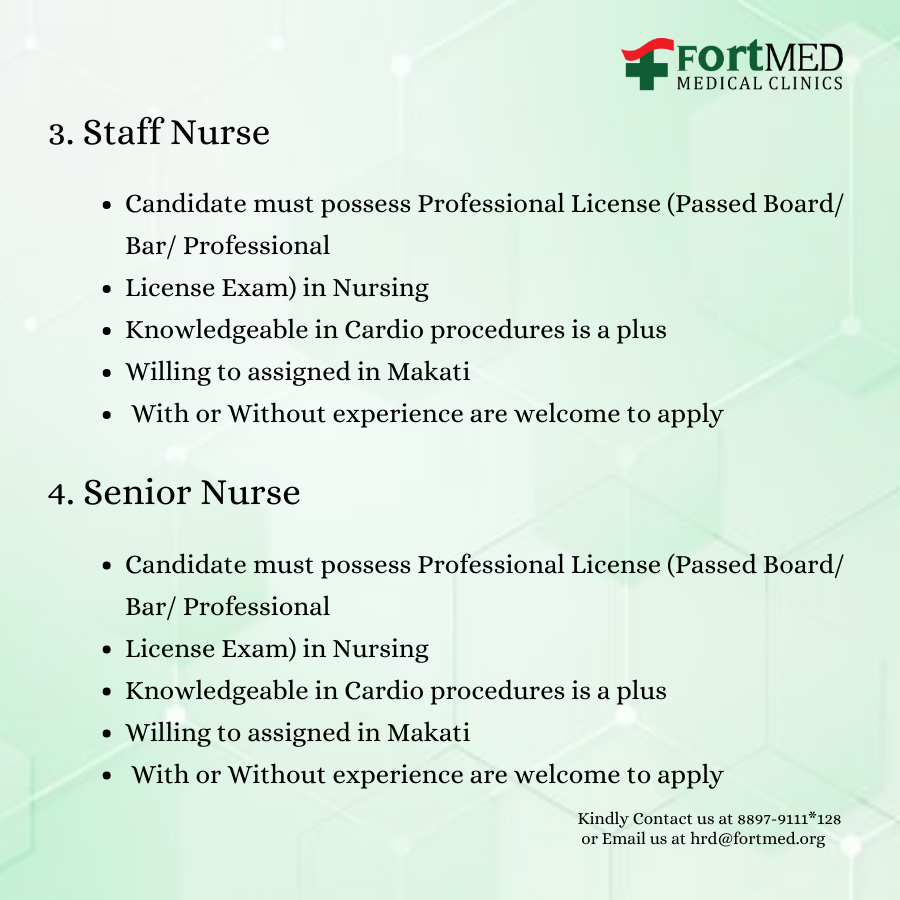 FortMED
MEDICAL CLINICS
3. Staff Nurse
• Candidate must possess Professional License (Passed Board/
Bar/ Professional
• License Exam) in Nursing
• Knowledgeable in Cardio procedures is a plus
• Willing to assigned in Makati
• With or Without experience are welcome to apply
4. Senior Nurse
• Candidate must possess Professional License (Passed Board/
Bar/ Professional
• License Exam) in Nursing
• Knowledgeable in Cardio procedures is a plus
• Willing to assigned in Makati
• With or Without experience are welcome to apply
Kindly Contact us at 8897-9111*128
or Email us at hrd@fortmed.org